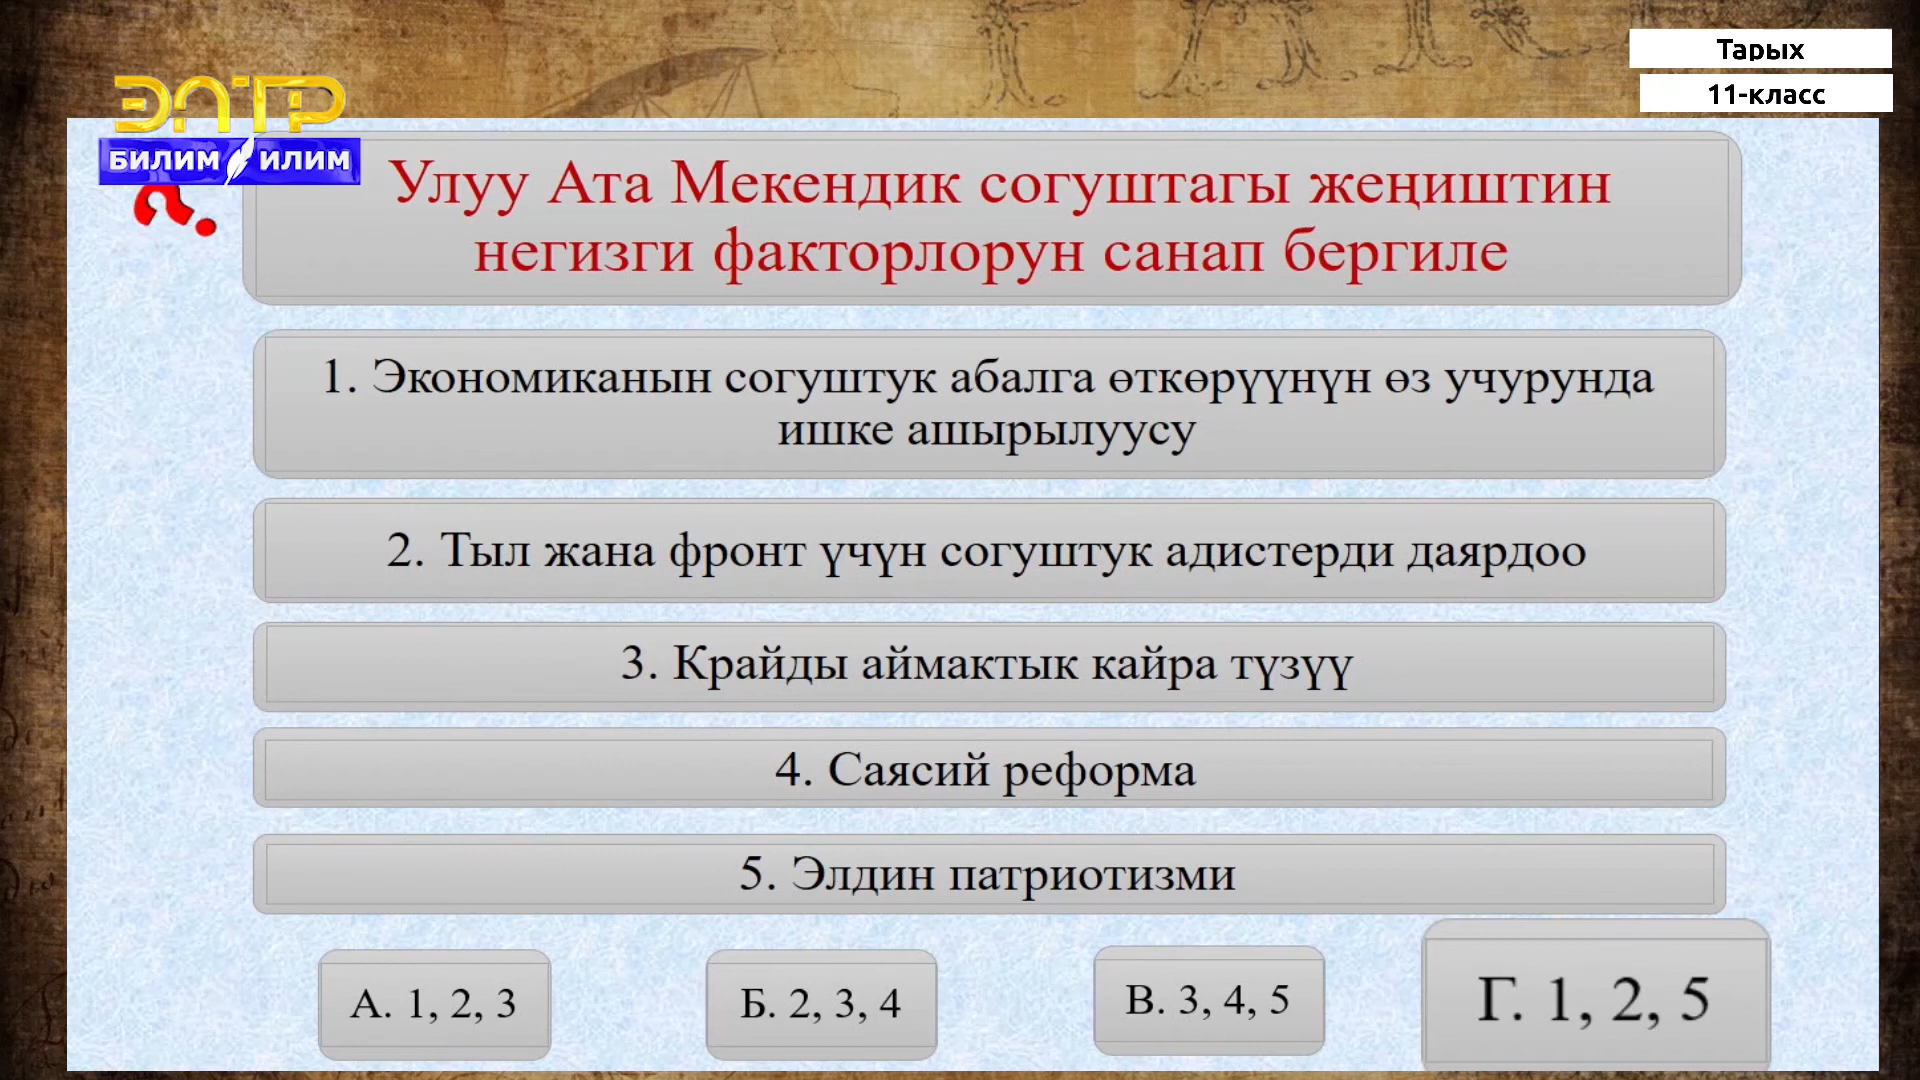 Тарых
11-класс
ЭЛТР
БИЛИМ ИЛИМ
Улуу Ата Мекендик согуштагы жеңиштин
негизги факторлорун санап бергиле
1. Экономиканын согуштук абалга өткөрүүнүн өз учурунда
ишке ашырылуусу
2. Тыл жана фронт үчүн согуштук адистерди даярдоо
3. Крайды аймактык кайра түзүү
4. Саясий реформа
5. Элдин патриотизми
А. 1, 2, 3
Б. 2, 3, 4
В. 3, 4, 5
Г. 1, 2, 5